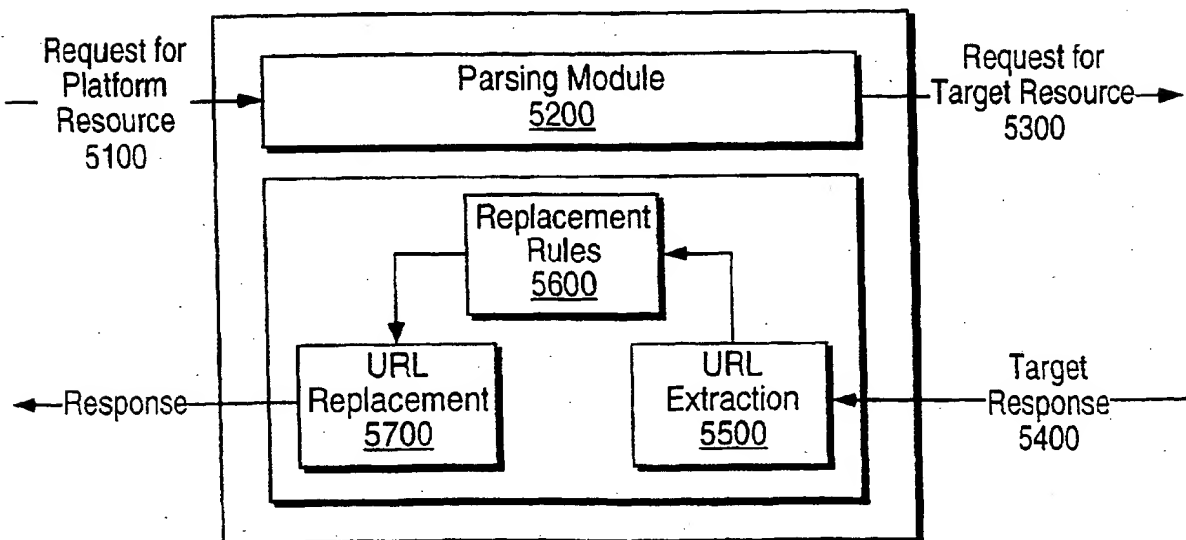 Request for
Platform
Resource
5100
Parsing Module
5200
Request for
Target Resource
5300
Replacement
Rules
5600
URL
Replacement
5700
URL
Extraction
5500
Target
Response
5400
Response